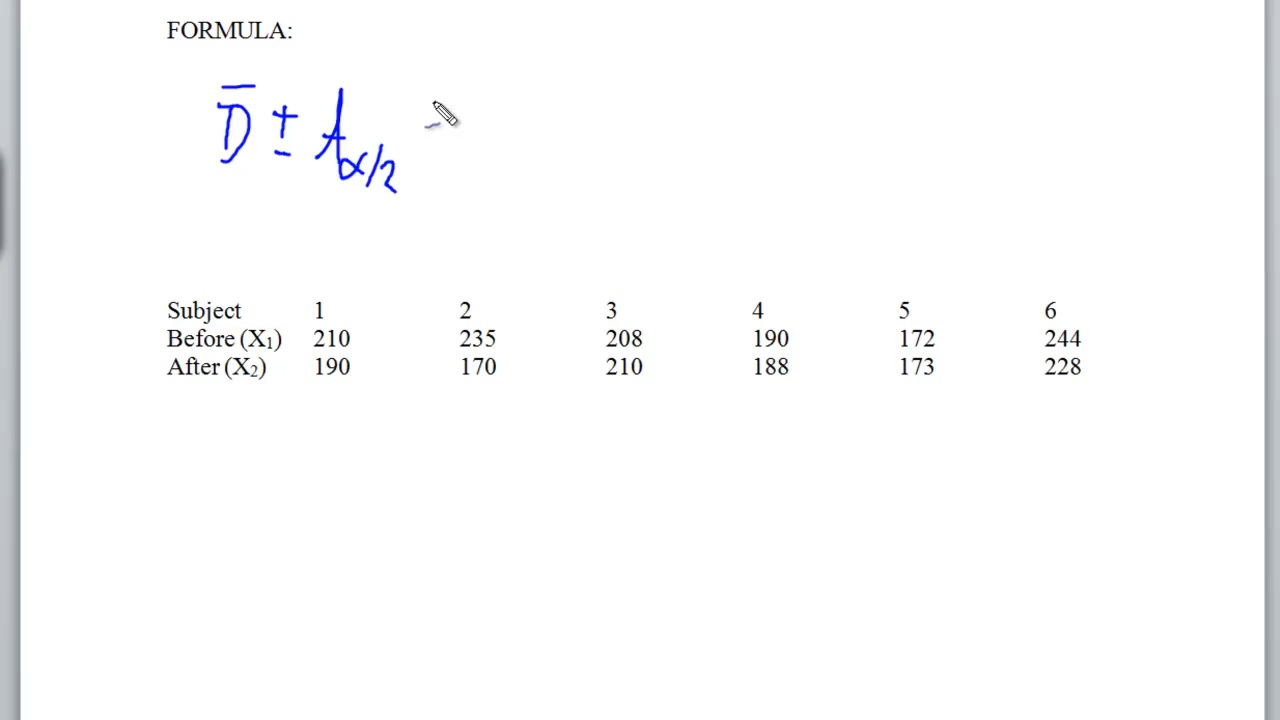 FORMULA:
D̄ ± t α/2
Subject 1 2 3 4 5 6
Before (X₁) 210 235 208 190 172 244
After (X₂) 190 170 210 188 173 228